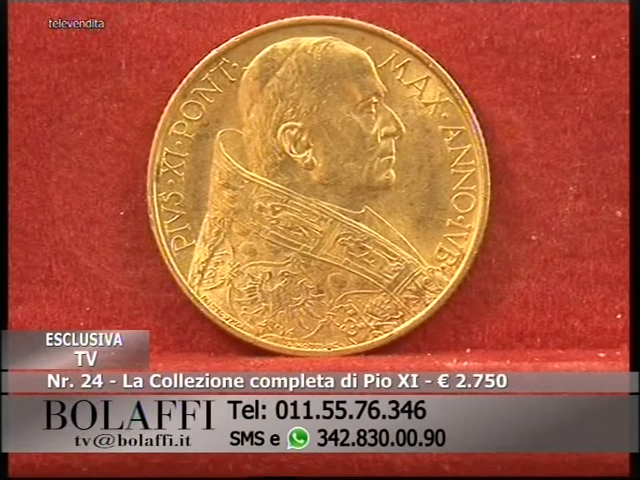 televendita
PIVS·XI·PONT· MAX·ANNO·IVB·
ESCLUSIVA
TV
Nr. 24 - La Collezione completa di Pio XI - € 2.750
BOLAFFI
tv@bolaffi.it
Tel: 011.55.76.346
SMS e 342.830.00.90